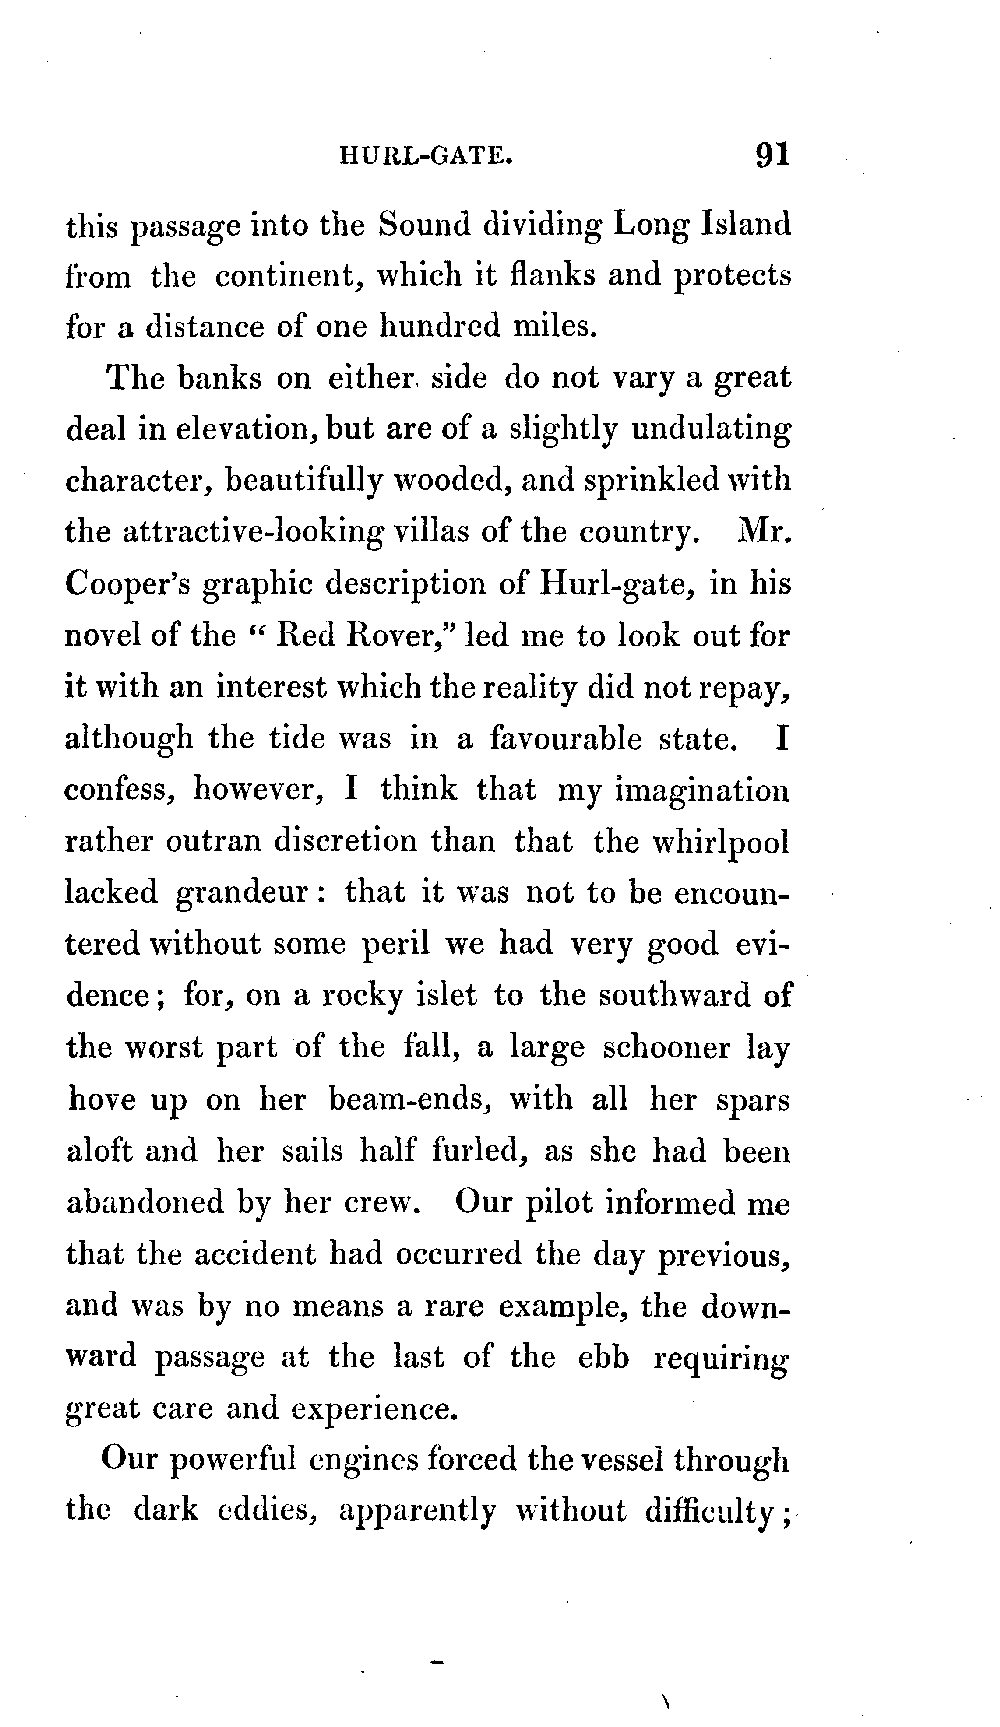 HURL-GATE. 91
this passage into the Sound dividing Long Island
from the continent, which it flanks and protects
for a distance of one hundred miles.
The banks on either side do not vary a great
deal in elevation, but are of a slightly undulating
character, beautifully wooded, and sprinkled with
the attractive-looking villas of the country. Mr.
Cooper's graphic description of Hurl-gate, in his
novel of the “ Red Rover,” led me to look out for
it with an interest which the reality did not repay,
although the tide was in a favourable state. I
confess, however, I think that my imagination
rather outran discretion than that the whirlpool
lacked grandeur : that it was not to be encoun-
tered without some peril we had very good evi-
dence ; for, on a rocky islet to the southward of
the worst part of the fall, a large schooner lay
hove up on her beam-ends, with all her spars
aloft and her sails half furled, as she had been
abandoned by her crew. Our pilot informed me
that the accident had occurred the day previous,
and was by no means a rare example, the down-
ward passage at the last of the ebb requiring
great care and experience.
Our powerful engines forced the vessel through
the dark eddies, apparently without difficulty ;